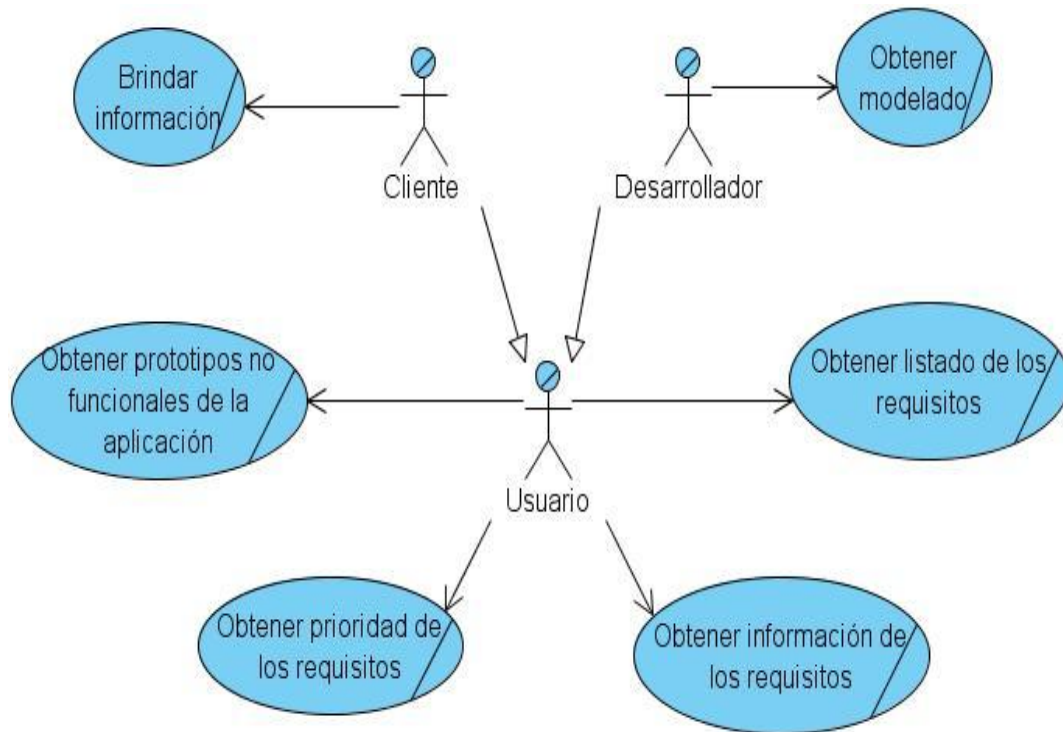 Brindar
información
Obtener
modelado
Cliente
Desarrollador
Obtener prototipos no
funcionales de la
aplicación
Obtener listado de los
requisitos
Usuario
Obtener prioridad de
los requisitos
Obtener información de
los requisitos